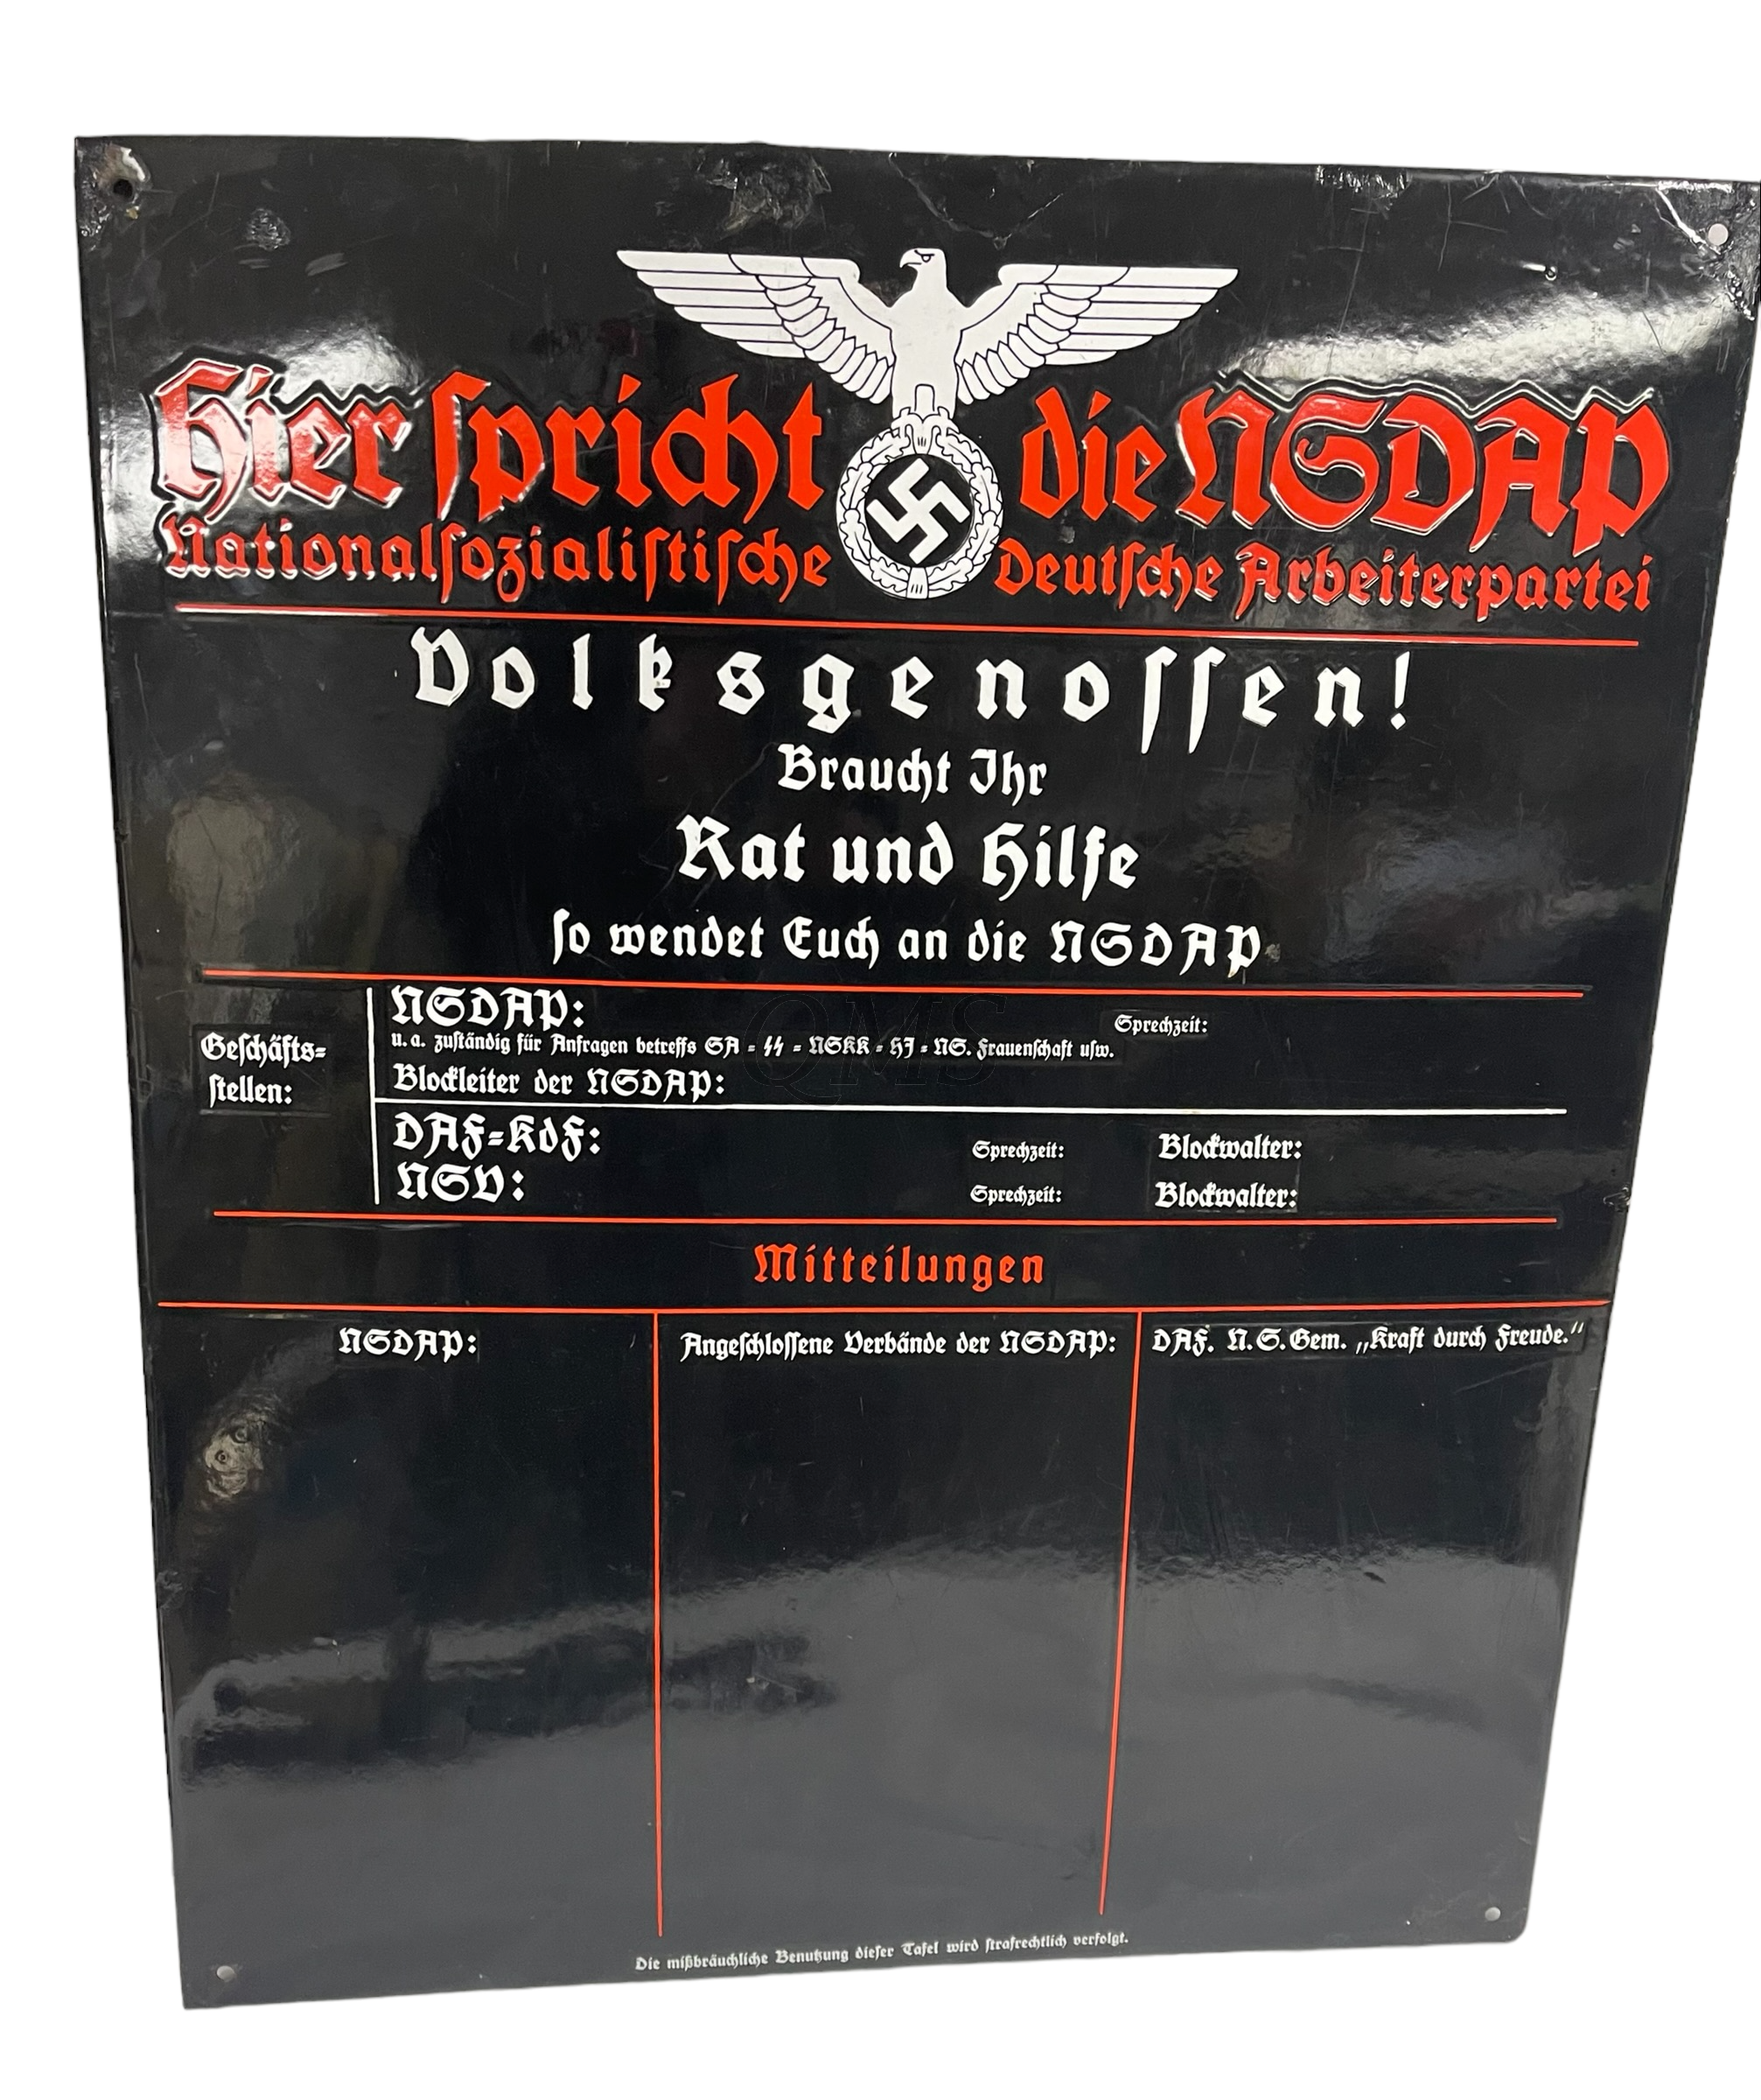 Hier spricht die NSDAP
Nationalsozialistische Deutsche Arbeiterpartei
Volksgenossen!
Braucht Ihr
Rat und Hilfe
so wendet Euch an die NSDAP
Geschäfts=
stellen:
NSDAP: Sprechzeit:
u. a. zuständig für Anfragen betreffs SA = SS = NSKK = HJ = NS. Frauenschaft usw.
Blockleiter der NSDAP:
DAF=KdF: Sprechzeit: Blockwalter:
NSV: Sprechzeit: Blockwalter:
QMS
Mitteilungen
NSDAP: Angeschlossene Verbände der NSDAP: DAF. N. S. Gem. „Kraft durch Freude.“
Die mißbräuchliche Benutzung dieser Tafel wird strafrechtlich verfolgt.